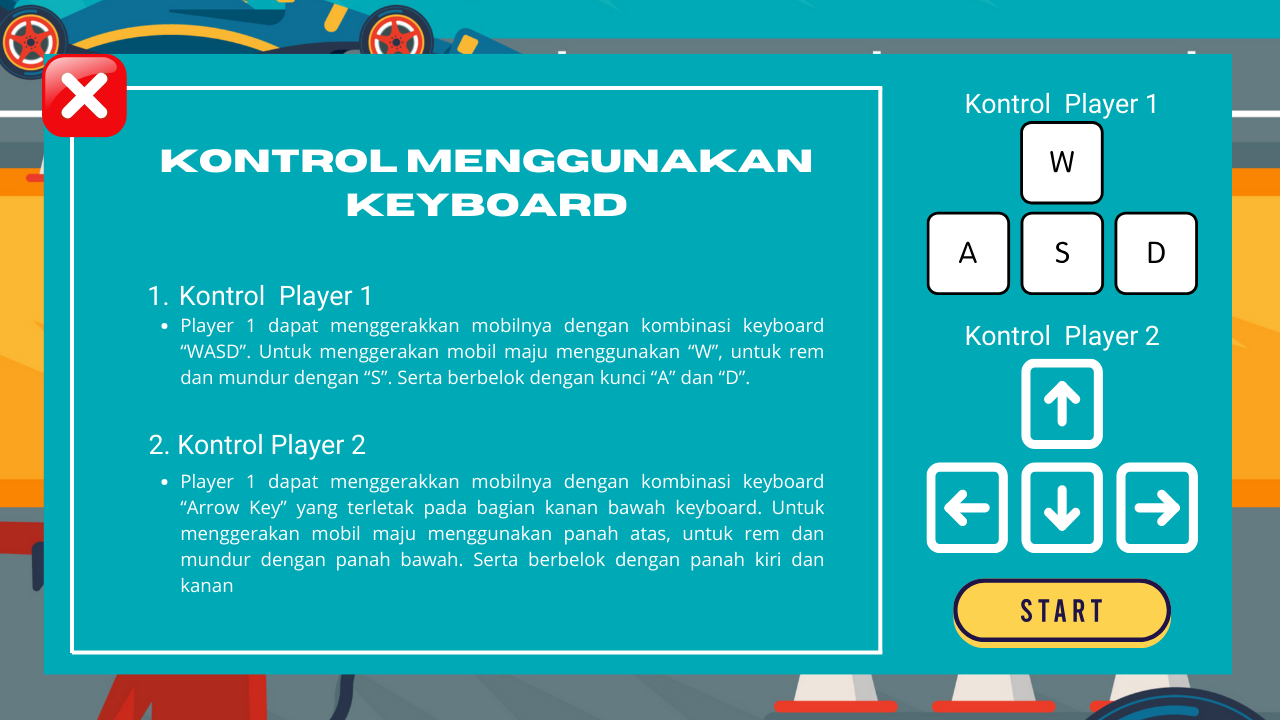 KONTROL MENGGUNAKAN
KEYBOARD
1. Kontrol Player 1
• Player 1 dapat menggerakkan mobilnya dengan kombinasi keyboard
“WASD”. Untuk menggerakan mobil maju menggunakan “W”, untuk rem
dan mundur dengan “S”. Serta berbelok dengan kunci “A” dan “D”.
2. Kontrol Player 2
• Player 1 dapat menggerakkan mobilnya dengan kombinasi keyboard
“Arrow Key” yang terletak pada bagian kanan bawah keyboard. Untuk
menggerakan mobil maju menggunakan panah atas, untuk rem dan
mundur dengan panah bawah. Serta berbelok dengan panah kiri dan
kanan
Kontrol Player 1
W
A S D
Kontrol Player 2
START